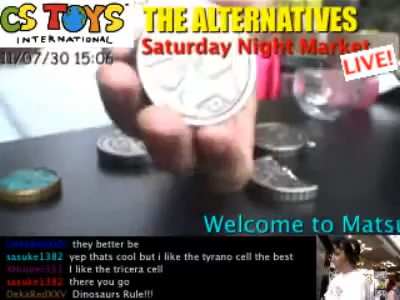 CS TOYS
INTERNATIONAL
THE ALTERNATIVES
Saturday Night Market
LIVE!
11/07/30 15:06
Welcome to Matsu
they better be
sasuke1382 yep thats cool but i like the tyrano cell the best
I like the tricera cell
sasuke1382 there you go
DekaRedXXV Dinosaurs Rule!!!